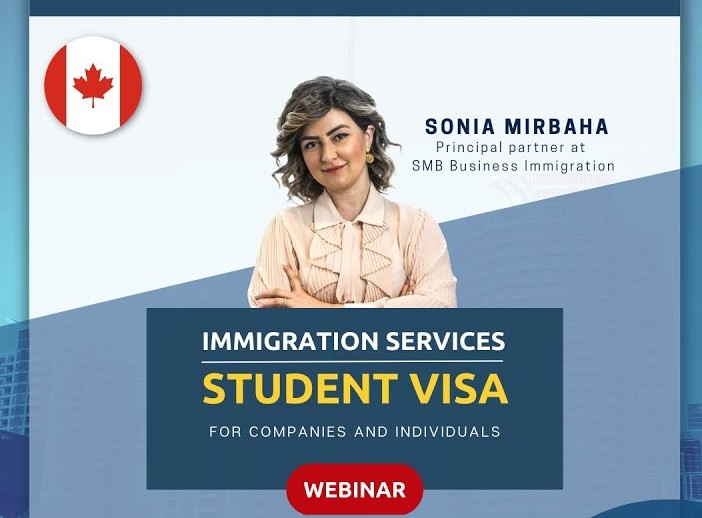 SONIA MIRBAHA
Principal partner at
SMB Business Immigration
IMMIGRATION SERVICES
STUDENT VISA
FOR COMPANIES AND INDIVIDUALS
WEBINAR